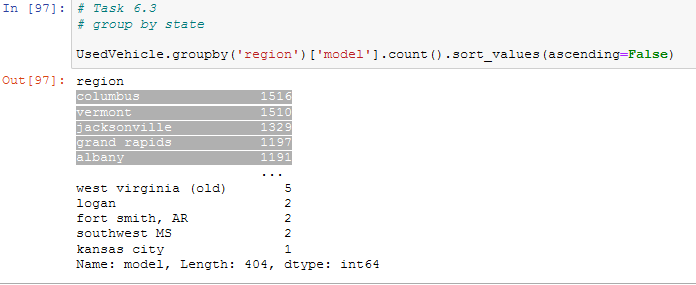 In [97]: # Task 6.3
# group by state
UsedVehicle.groupby('region')['model'].count().sort_values(ascending=False)
Out[97]: region
columbus 1516
vermont 1510
jacksonville 1329
grand rapids 1197
albany 1191
...
west virginia (old) 5
logan 2
fort smith, AR 2
southwest MS 2
kansas city 1
Name: model, Length: 404, dtype: int64